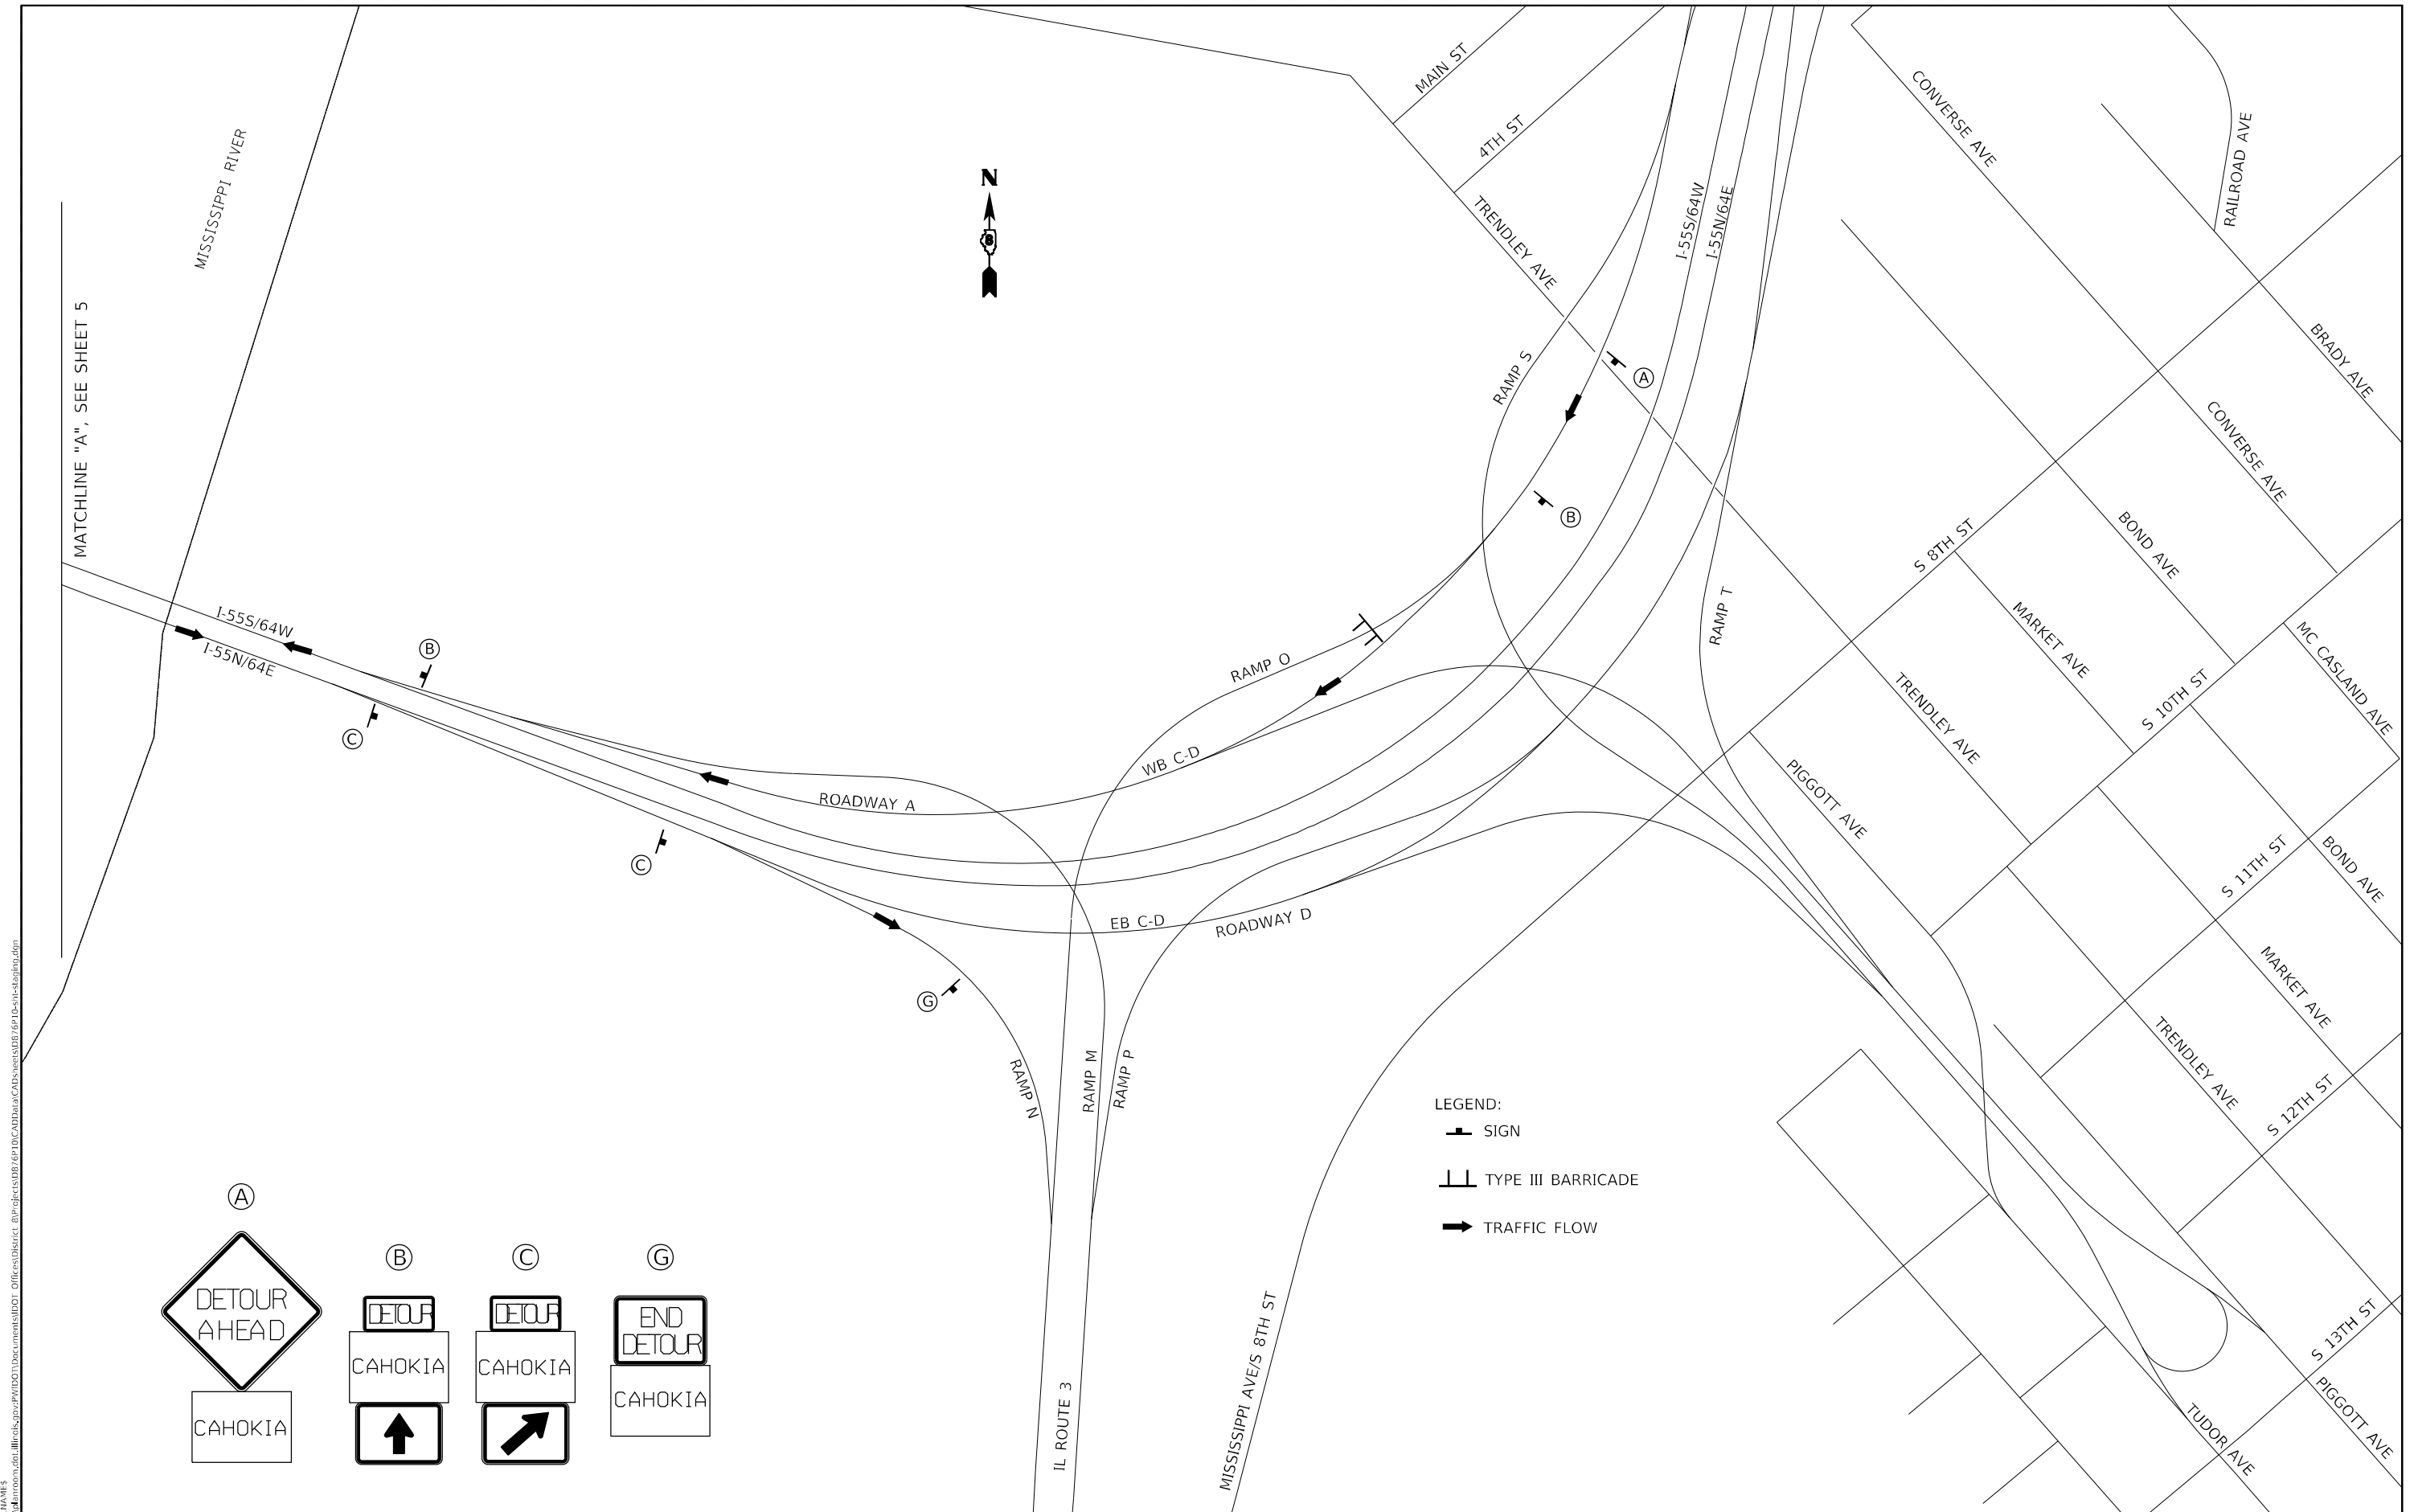 MAIN ST
4TH ST
CONVERSE AVE
RAILROAD AVE
MISSISSIPPI RIVER
N
8
TRENDLEY AVE
I-55S/64W
I-55N/64E
MATCHLINE "A", SEE SHEET 5
RAMP S
A
BRADY AVE
CONVERSE AVE
B
S 8TH ST
BOND AVE
RAMP T
MARKET AVE
MC CASLAND AVE
I-55S/64W
I-55N/64E
B
C
RAMP O
S 10TH ST
TRENDLEY AVE
WB C-D
PIGGOTT AVE
ROADWAY A
C
S 11TH ST
BOND AVE
EB C-D
ROADWAY D
G
MARKET AVE
RAMP N
RAMP M
RAMP P
TRENDLEY AVE
S 12TH ST
LEGEND:
SIGN
TYPE III BARRICADE
TRAFFIC FLOW
MISSISSIPPI AVE/S 8TH ST
IL ROUTE 3
S 13TH ST
PIGGOTT AVE
TUDOR AVE
A
DETOUR
AHEAD
CAHOKIA
B
DETOUR
CAHOKIA
C
DETOUR
CAHOKIA
G
END
DETOUR
CAHOKIA